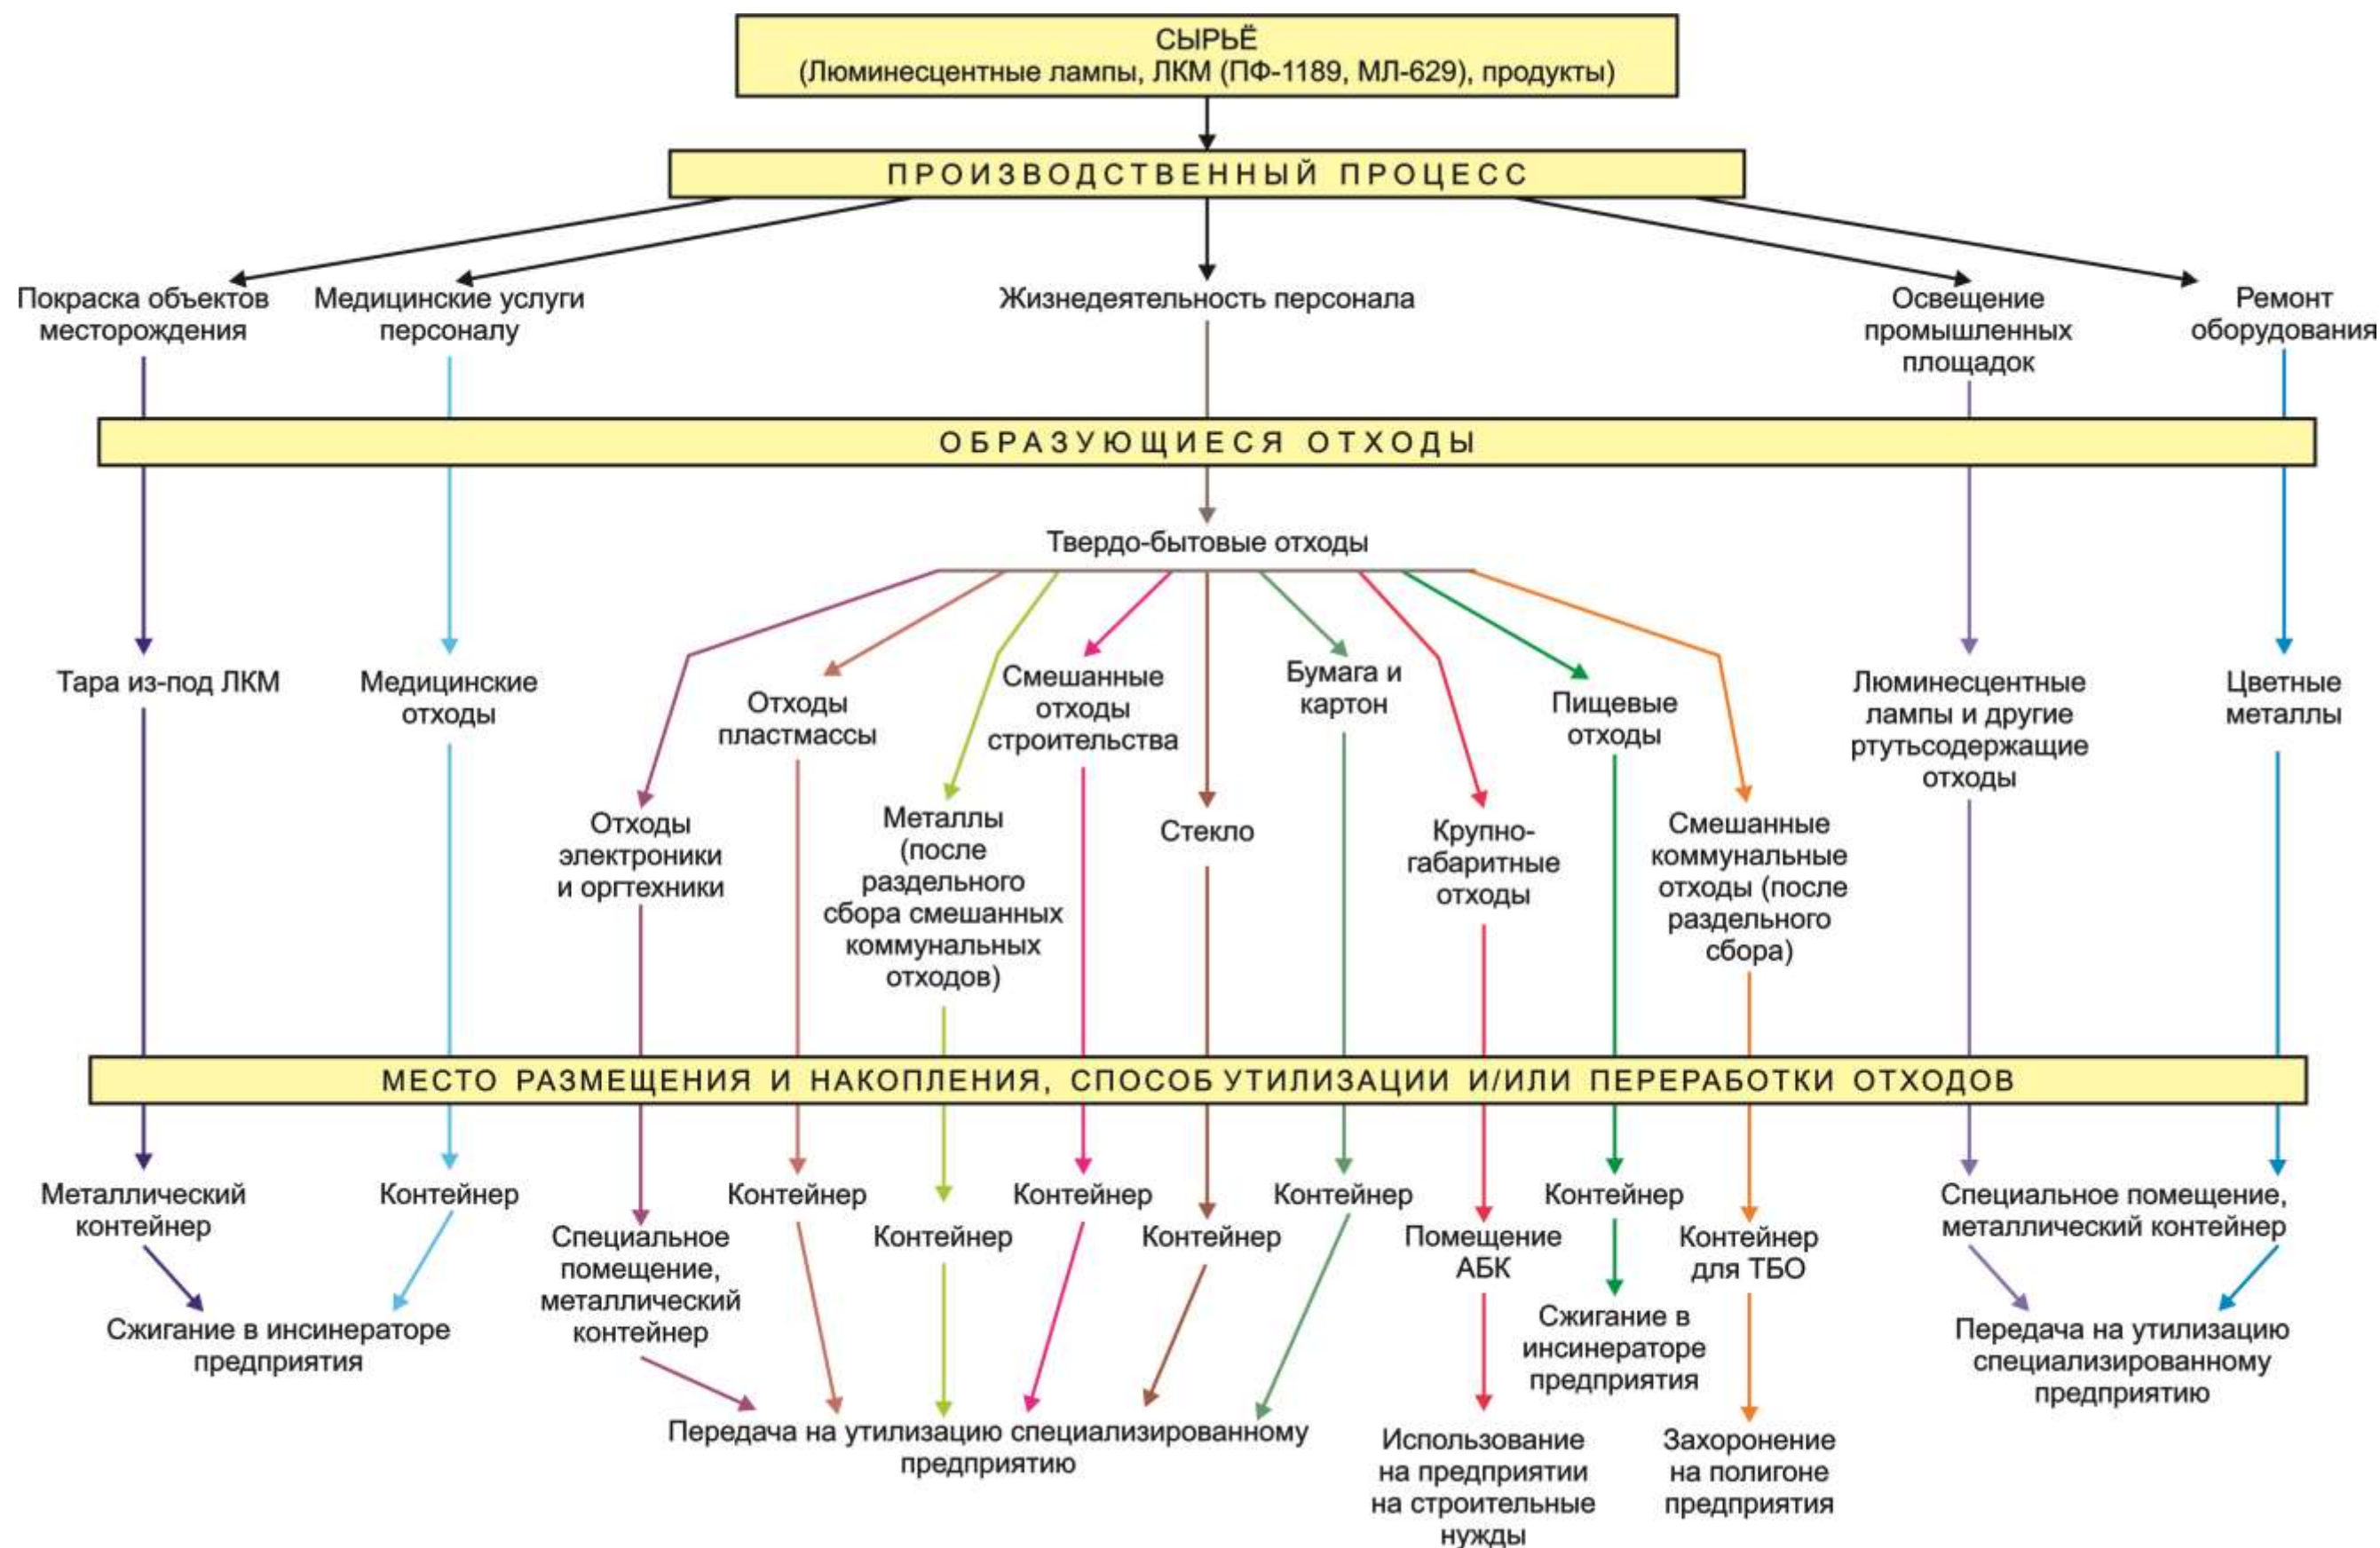 СЫРЬЁ
(Люминесцентные лампы, ЛКМ (ПФ-1189, МЛ-629), продукты)
ПРОИЗВОДСТВЕННЫЙ ПРОЦЕСС
Покраска объектов
месторождения
Медицинские услуги
персоналу
Жизнедеятельность персонала
Освещение
промышленных
площадок
Ремонт
оборудования
ОБРАЗУЮЩИЕСЯ ОТХОДЫ
Твердо-бытовые отходы
Тара из-под ЛКМ
Медицинские
отходы
Отходы
электроники
и оргтехники
Отходы
пластмассы
Металлы
(после
раздельного
сбора смешанных
коммунальных
отходов)
Смешанные
отходы
строительства
Стекло
Бумага и
картон
Крупно-
габаритные
отходы
Пищевые
отходы
Смешанные
коммунальные
отходы (после
раздельного
сбора)
Люминесцентные
лампы и другие
ртутьсодержащие
отходы
Цветные
металлы
МЕСТО РАЗМЕЩЕНИЯ И НАКОПЛЕНИЯ, СПОСОБ УТИЛИЗАЦИИ И/ИЛИ ПЕРЕРАБОТКИ ОТХОДОВ
Металлический
контейнер
Контейнер
Специальное
помещение,
металлический
контейнер
Контейнер
Контейнер
Контейнер
Контейнер
Контейнер
Помещение
АБК
Контейнер
Контейнер
для ТБО
Специальное помещение,
металлический контейнер
Сжигание в инсинераторе
предприятия
Передача на утилизацию специализированному
предприятию
Использование
на предприятии
на строительные
нужды
Сжигание в
инсинераторе
предприятия
Захоронение
на полигоне
предприятия
Передача на утилизацию
специализированному
предприятию